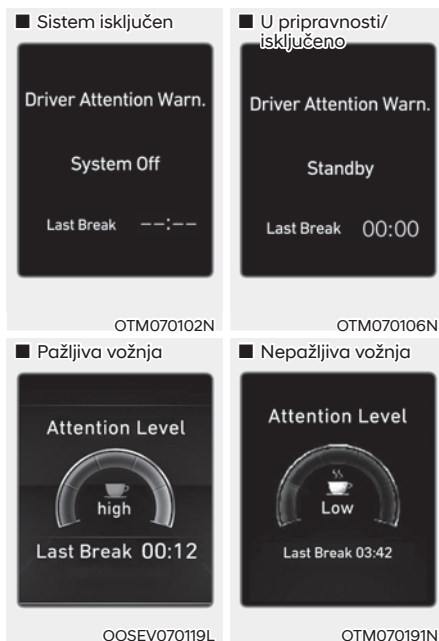 ■ Sistem isključen
Driver Attention Warn.
System Off
Last Break --:--
OTM070102N
■ U pripravnosti/
isključeno
Driver Attention Warn.
Standby
Last Break 00:00
OTM070106N
■ Pažljiva vožnja
Attention Level
high
Last Break 00:12
OOSEV070119L
■ Nepažljiva vožnja
Attention Level
Low
Last Break 03:42
OTM070191N